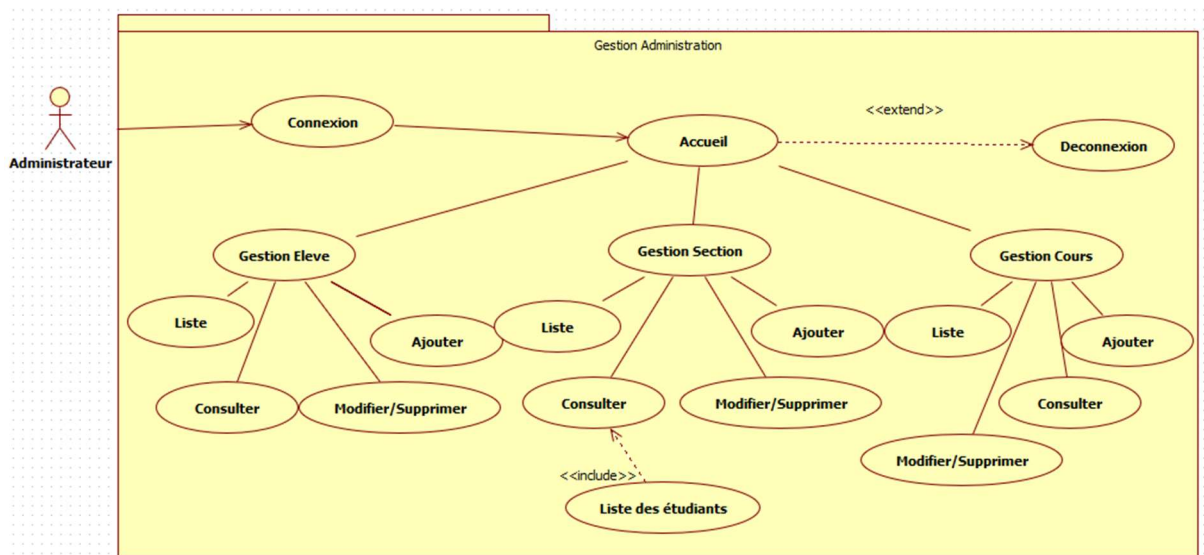 Gestion Administration
Administrateur
Connexion
Accueil
<<extend>>
Deconnexion
Gestion Eleve
Gestion Section
Gestion Cours
Liste
Ajouter
Consulter
Modifier/Supprimer
Liste
Ajouter
Consulter
Modifier/Supprimer
<<include>>
Liste des étudiants
Liste
Ajouter
Consulter
Modifier/Supprimer